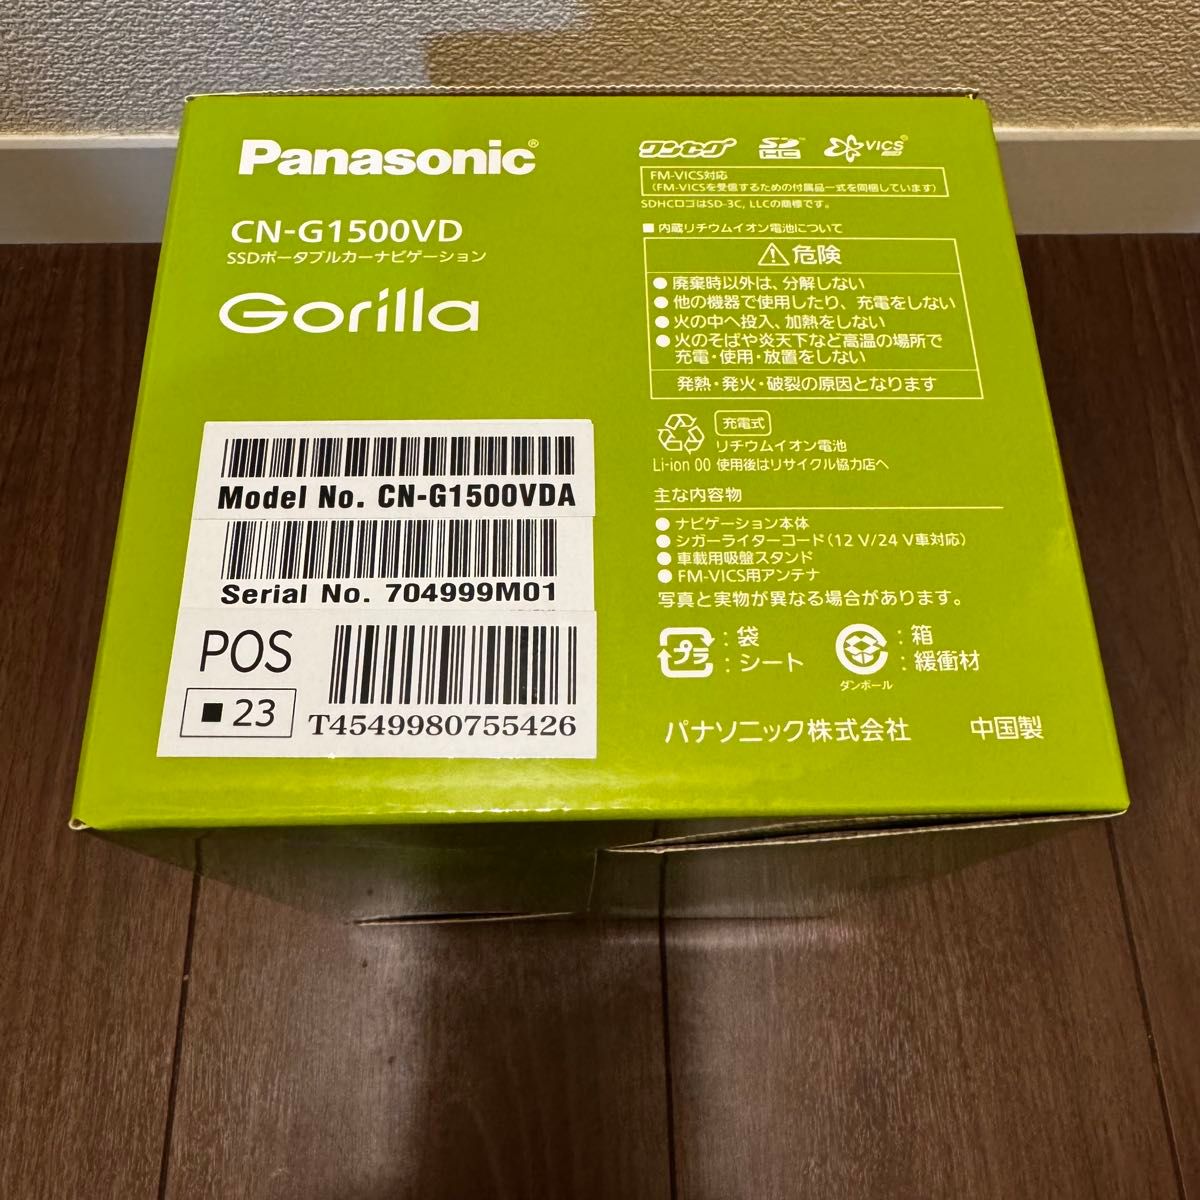 Panasonic®
CN-G1500VD
SSDポータブルカーナビゲーション
Gorilla
Model No. CN-G1500VDA
Serial No. 704999M01
POS
■23
T4549980755426
ワンセグ SD HC™ VICS®
FM-VICS対応
(FM-VICSを受信するための付属品一式を同梱しています)
SDHCロゴはSD-3C, LLCの商標です。
■ 内蔵リチウムイオン電池について
危険
● 廃棄時以外は、分解しない
● 他の機器で使用したり、充電をしない
● 火の中へ投入、加熱をしない
● 火のそばや炎天下など高温の場所で
充電・使用・放置をしない
発熱・発火・破裂の原因となります
充電式
リチウムイオン電池
Li-ion 00 使用後はリサイクル協力店へ
主な内容物
● ナビゲーション本体
● シガーライターコード(12 V/24 V車対応)
● 車載用吸盤スタンド
● FM-VICS用アンテナ
写真と実物が異なる場合があります。
プラ : 袋
: シート
ダンボール : 箱
: 緩衝材
パナソニック株式会社 中国製